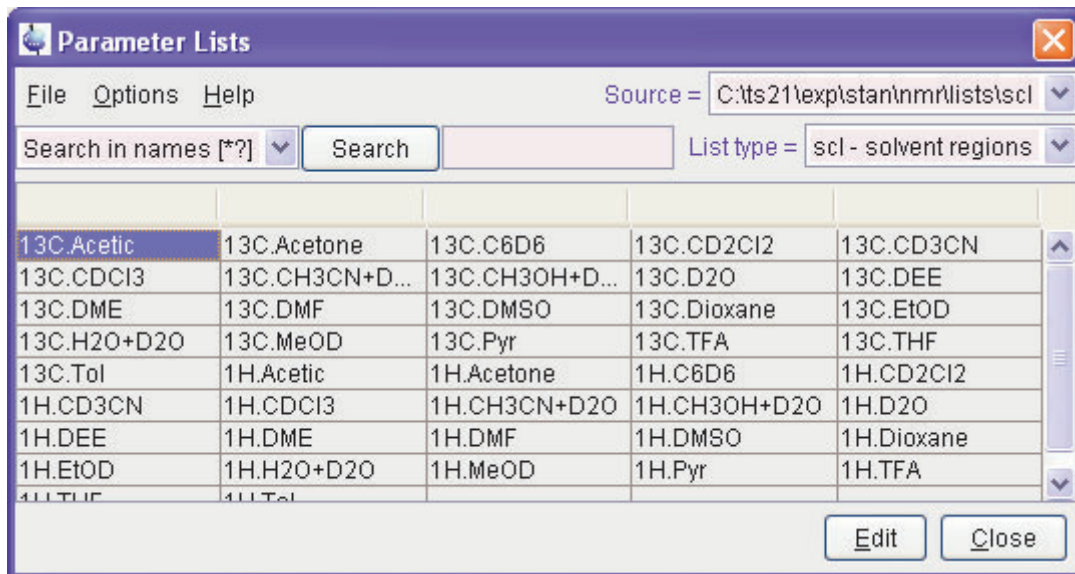 Parameter Lists
File Options Help Source = C:\ts21\exp\stan\nmr\lists\scl
Search in names [*?] Search List type = scl - solvent regions
13C.Acetic 13C.Acetone 13C.C6D6 13C.CD2Cl2 13C.CD3CN
13C.CDCl3 13C.CH3CN+D... 13C.CH3OH+D... 13C.D2O 13C.DEE
13C.DME 13C.DMF 13C.DMSO 13C.Dioxane 13C.EtOD
13C.H2O+D2O 13C.MeOD 13C.Pyr 13C.TFA 13C.THF
13C.Tol 1H.Acetic 1H.Acetone 1H.C6D6 1H.CD2Cl2
1H.CD3CN 1H.CDCl3 1H.CH3CN+D2O 1H.CH3OH+D2O 1H.D2O
1H.DEE 1H.DME 1H.DMF 1H.DMSO 1H.Dioxane
1H.EtOD 1H.H2O+D2O 1H.MeOD 1H.Pyr 1H.TFA
1H.THF 1H.Tol
Edit Close